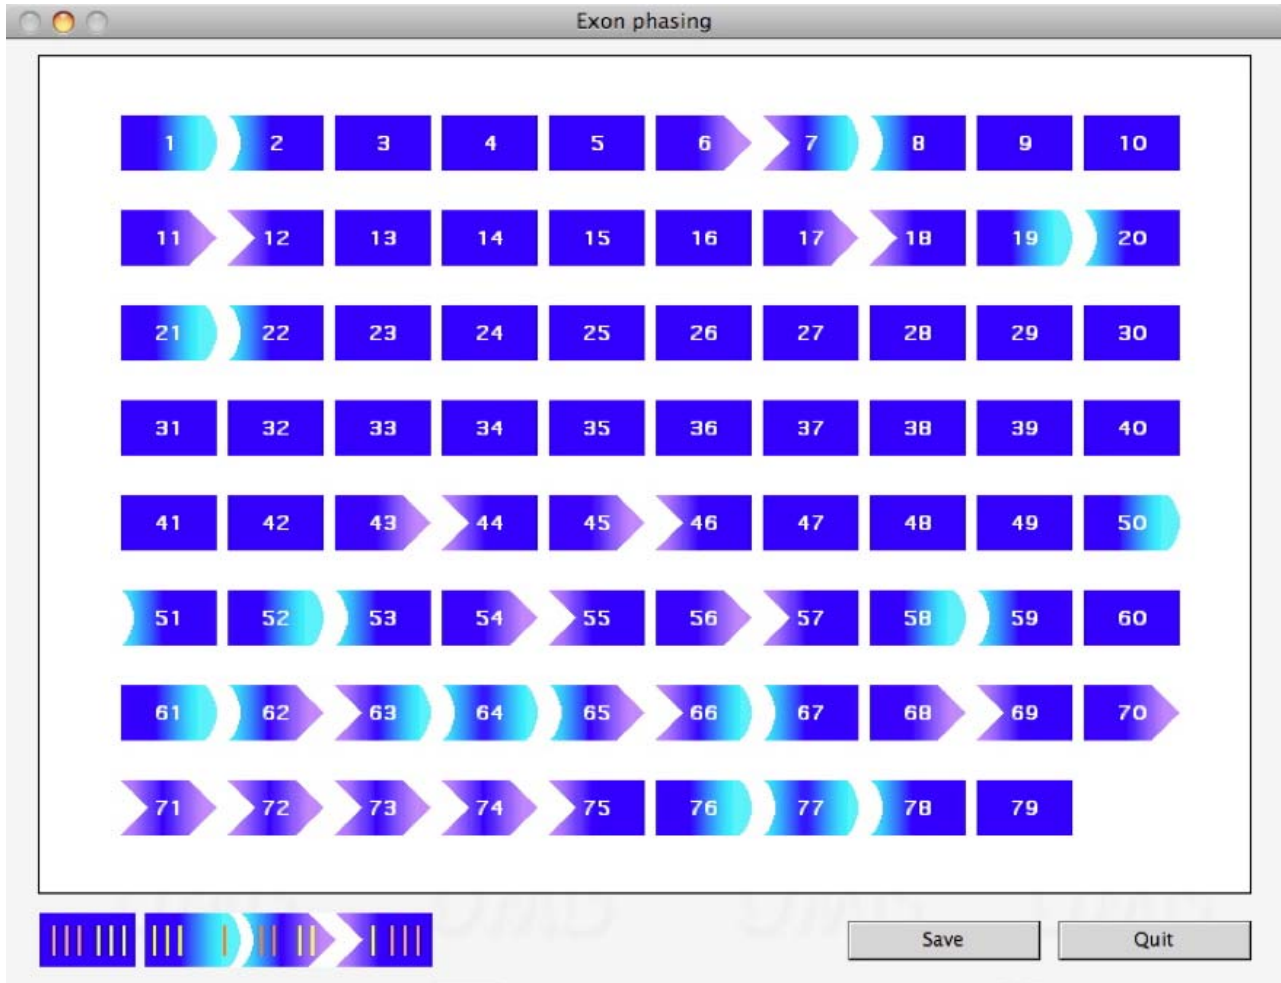 Exon phasing
1 2 3 4 5 6 7 8 9 10
11 12 13 14 15 16 17 18 19 20
21 22 23 24 25 26 27 28 29 30
31 32 33 34 35 36 37 38 39 40
41 42 43 44 45 46 47 48 49 50
51 52 53 54 55 56 57 58 59 60
61 62 63 64 65 66 67 68 69 70
71 72 73 74 75 76 77 78 79
Save Quit